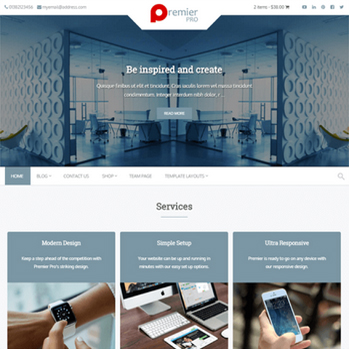 0123123456 myemail@address.com
Premier
PRO
2 items - $38.00
Be inspired and create
Quisque finibus ut elit et tincidunt. Cras iaculis lorem vel maximus tincidunt
condimentum. Integer interdum nibh dolor, r...
READ MORE
HOME BLOG CONTACT US SHOP TEAM PAGE TEMPLATE LAYOUTS
Services
Modern Design
Keep a step ahead of the competition with
Premier Pro's striking design.
Simple Setup
Your website can be up and running in
minutes with our easy set up options.
Ultra Responsive
Premier is ready to go on any device with
our responsive design.